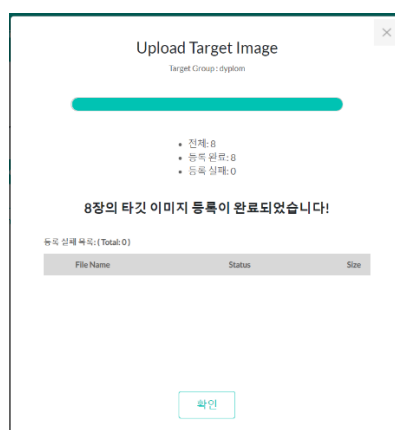 Upload Target Image
Target Group : dyplom
전체: 8
등록 완료: 8
등록 실패: 0
8장의 타깃 이미지 등록이 완료되었습니다!
등록 실패 목록: ( Total: 0 )
File Name Status Size
확인